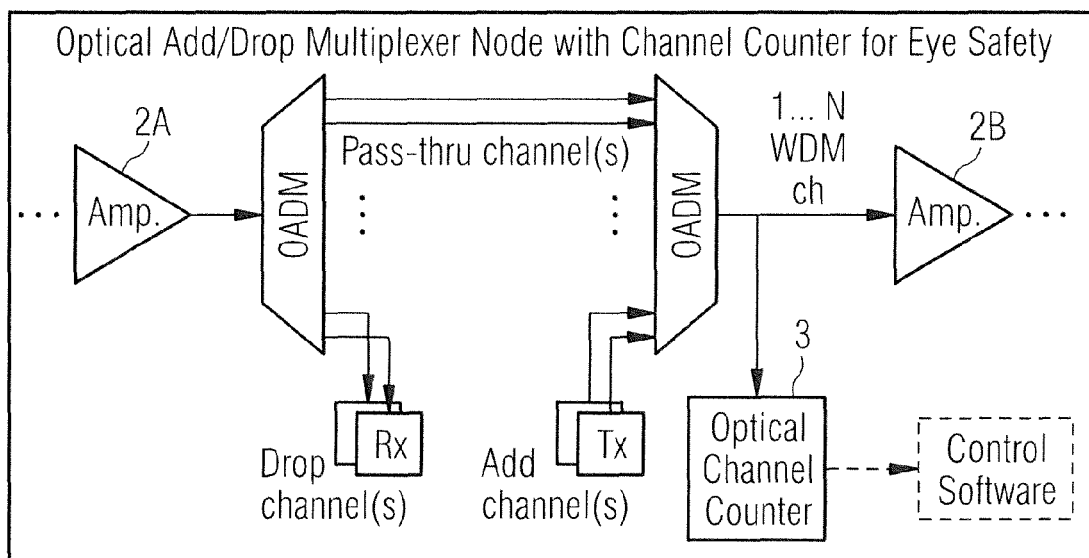 Optical Add/Drop Multiplexer Node with Channel Counter for Eye Safety
2A
... Amp.
OADM
Pass-thru channel(s)
OADM
1... N
WDM
ch
2B
Amp. ...
Rx
Drop
channel(s)
Tx
Add
channel(s)
3
Optical
Channel
Counter
Control
Software